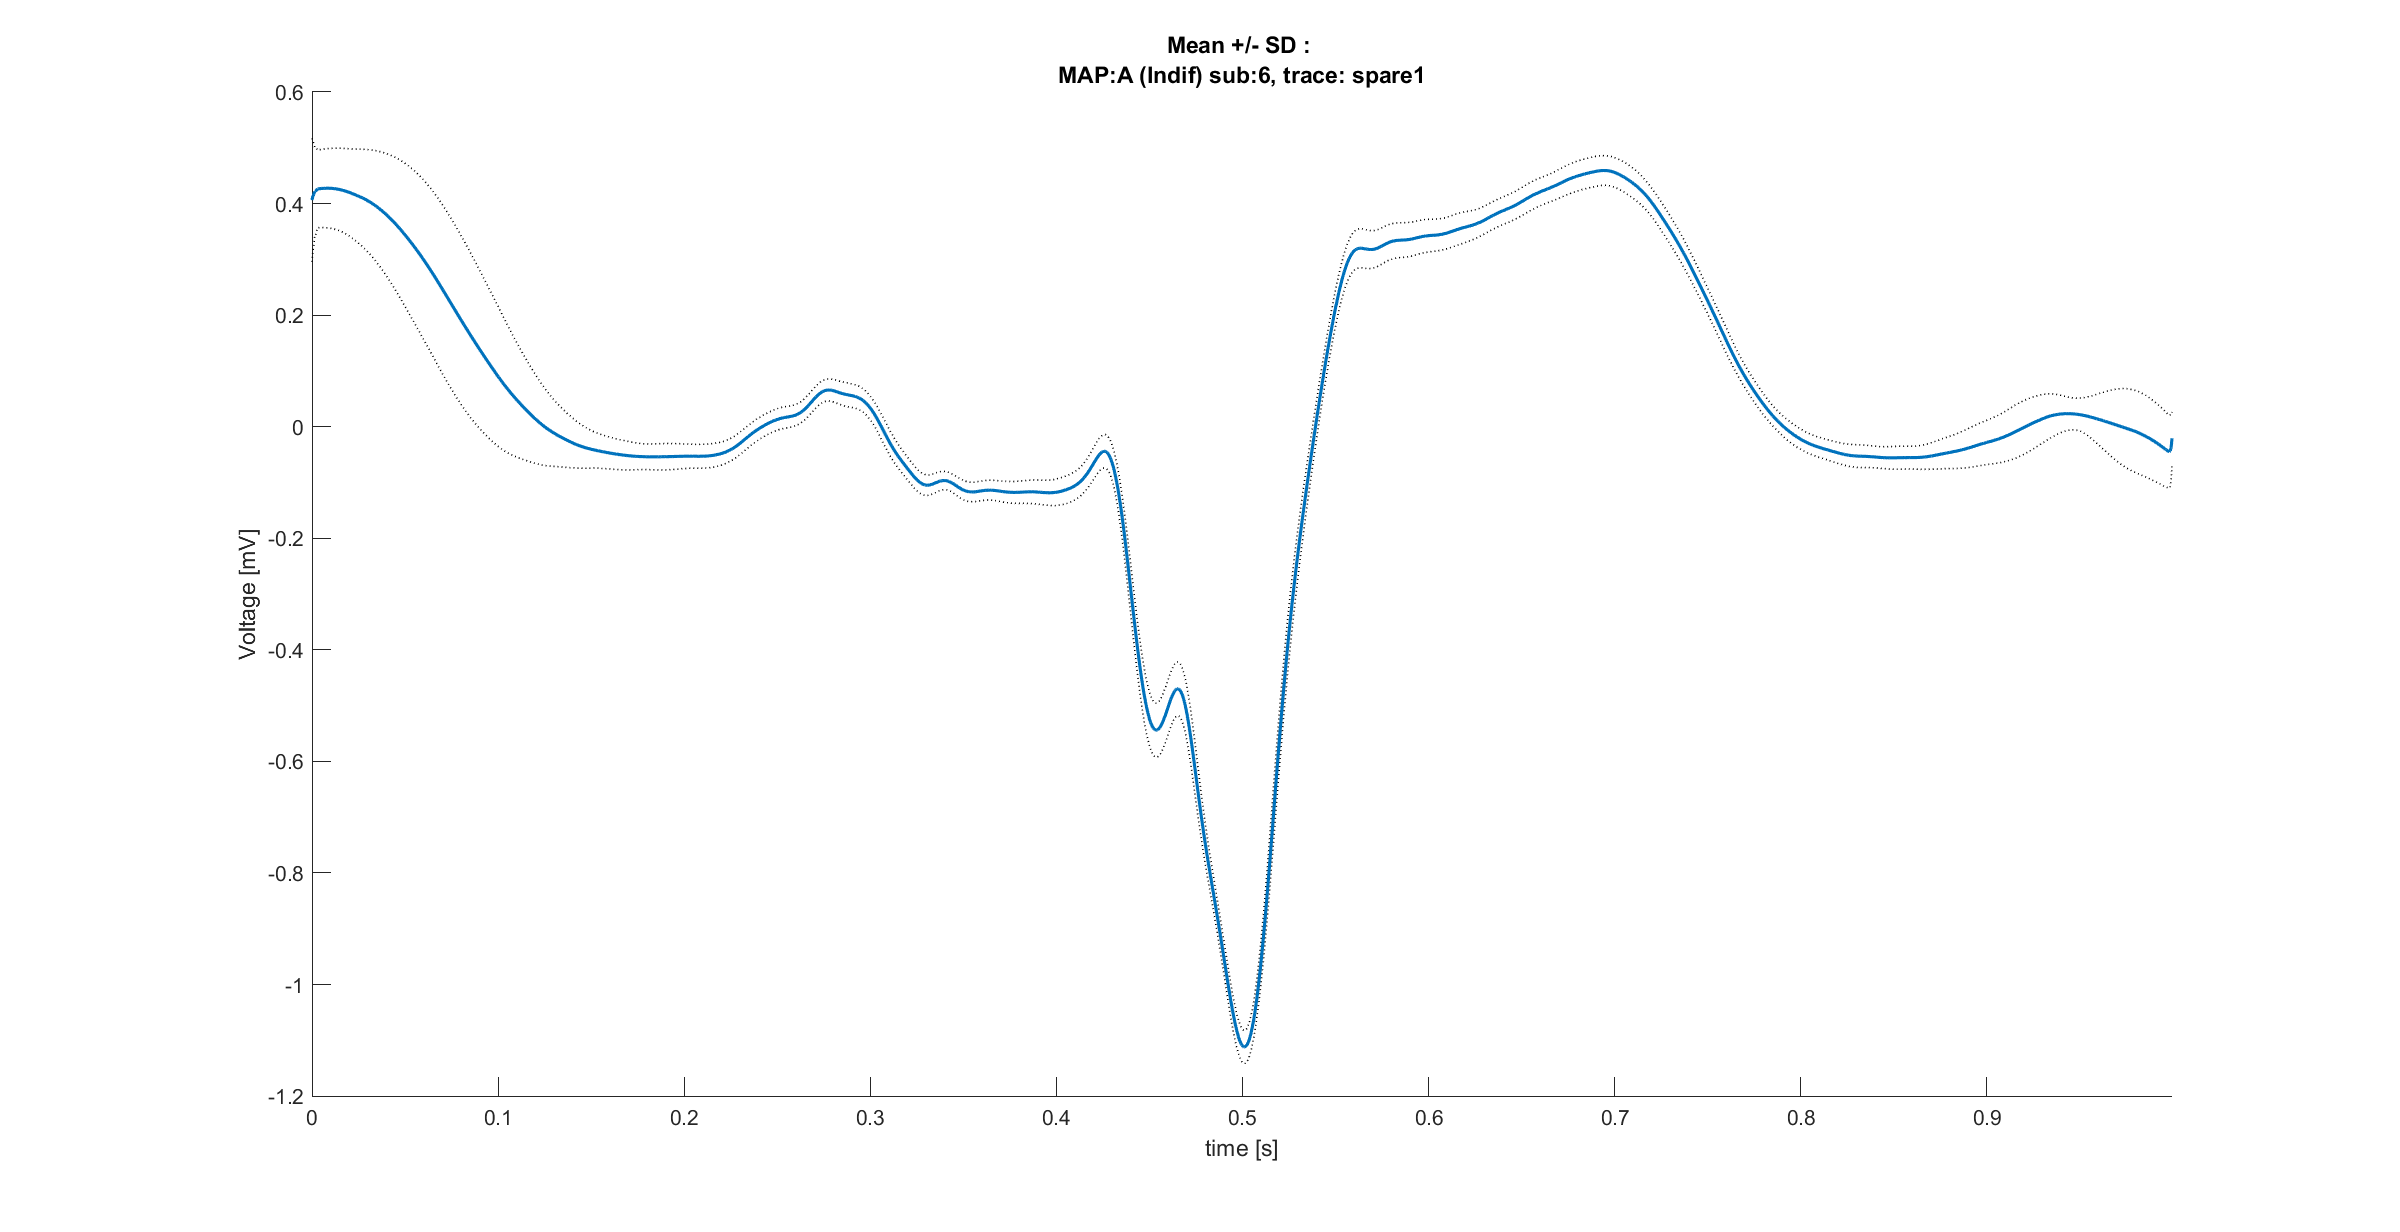 Mean +/- SD :
MAP:A (Indif) sub:6, trace: spare1
0.6
0.4
0.2
0
-0.2
-0.4
-0.6
-0.8
-1
-1.2
Voltage [mV]
0 0.1 0.2 0.3 0.4 0.5 0.6 0.7 0.8 0.9
time [s]